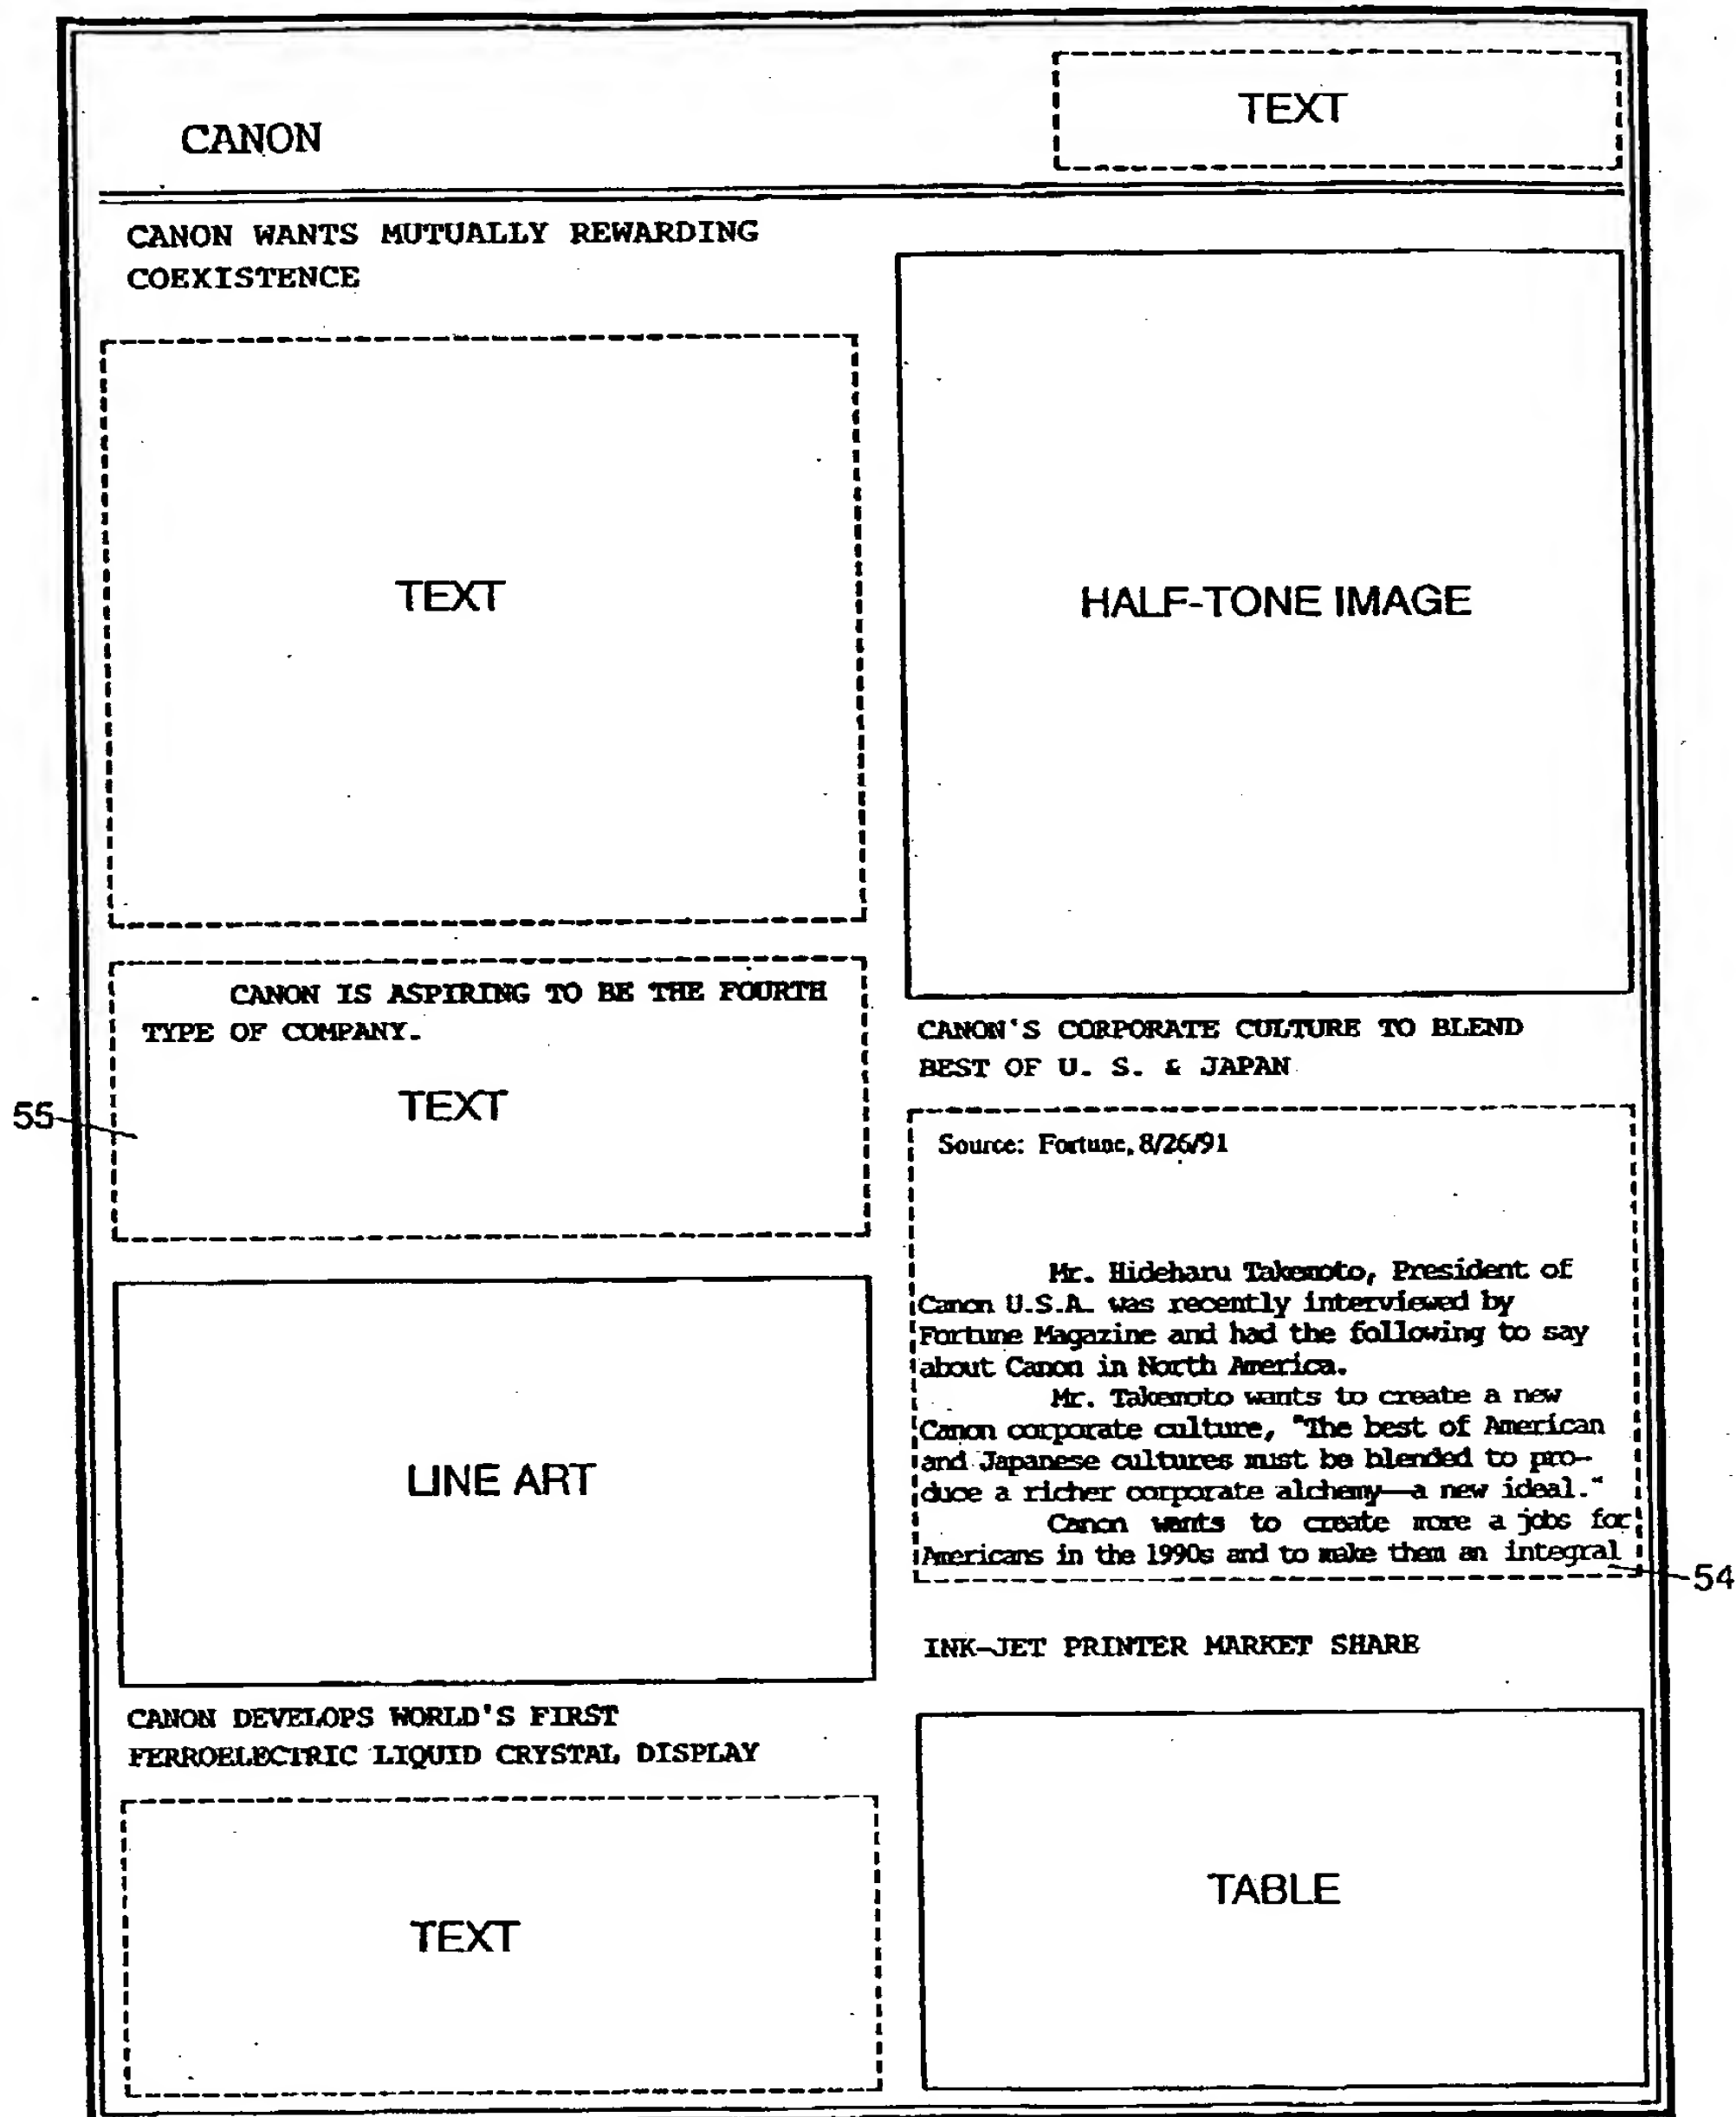 CANON
TEXT
CANON WANTS MUTUALLY REWARDING
COEXISTENCE
TEXT
CANON IS ASPIRING TO BE THE FOURTH
TYPE OF COMPANY.
TEXT
55
LINE ART
CANON DEVELOPS WORLD'S FIRST
FERROELECTRIC LIQUID CRYSTAL DISPLAY
TEXT
HALF-TONE IMAGE
CANON'S CORPORATE CULTURE TO BLEND
BEST OF U. S. & JAPAN
Source: Fortune, 8/26/91
Mr. Hideharu Takemoto, President of
Canon U.S.A. was recently interviewed by
Fortune Magazine and had the following to say
about Canon in North America.
Mr. Takemoto wants to create a new
Canon corporate culture, "The best of American
and Japanese cultures must be blended to pro-
duce a richer corporate alchemy—a new ideal."
Canon wants to create more a jobs for
Americans in the 1990s and to make them an integral
54
INK-JET PRINTER MARKET SHARE
TABLE